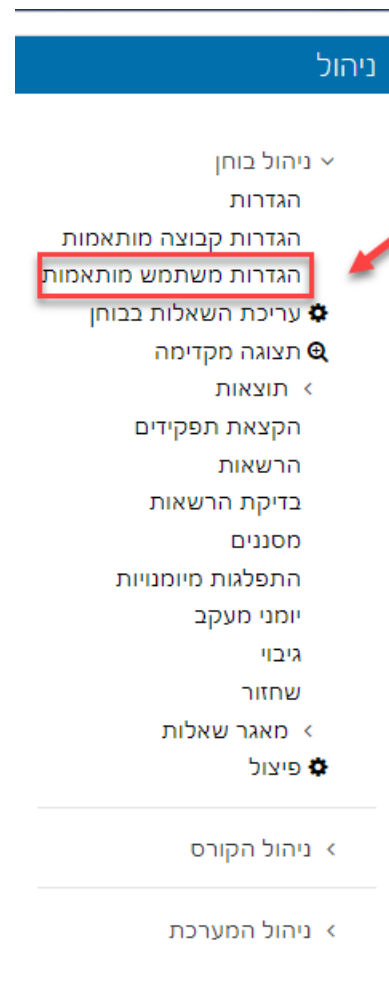 ניהול
ניהול בוחן
הגדרות
הגדרות קבוצה מותאמות
הגדרות משתמש מותאמות
עריכת השאלות בבוחן
תצוגה מקדימה
תוצאות
הקצאת תפקידים
הרשאות
בדיקת הרשאות
מסננים
התפלגות מיומנויות
יומני מעקב
גיבוי
שחזור
מאגר שאלות
פיצול
ניהול הקורס
ניהול המערכת